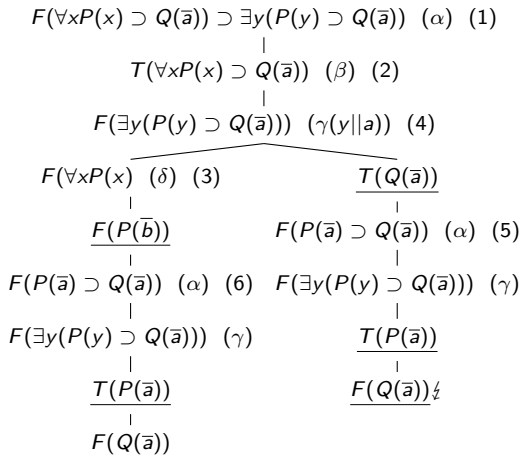 F(∀xP(x) ⊃ Q(a̅)) ⊃ ∃y(P(y) ⊃ Q(a̅)) (α) (1)
T(∀xP(x) ⊃ Q(a̅)) (β) (2)
F(∃y(P(y) ⊃ Q(a̅))) (γ(y||a)) (4)
F(∀xP(x) (δ) (3) T(Q(a̅))
F(P(b̅)) F(P(a̅) ⊃ Q(a̅)) (α) (5)
F(P(a̅) ⊃ Q(a̅)) (α) (6) F(∃y(P(y) ⊃ Q(a̅))) (γ)
F(∃y(P(y) ⊃ Q(a̅))) (γ) T(P(a̅))
T(P(a̅)) F(Q(a̅))↯
F(Q(a̅))